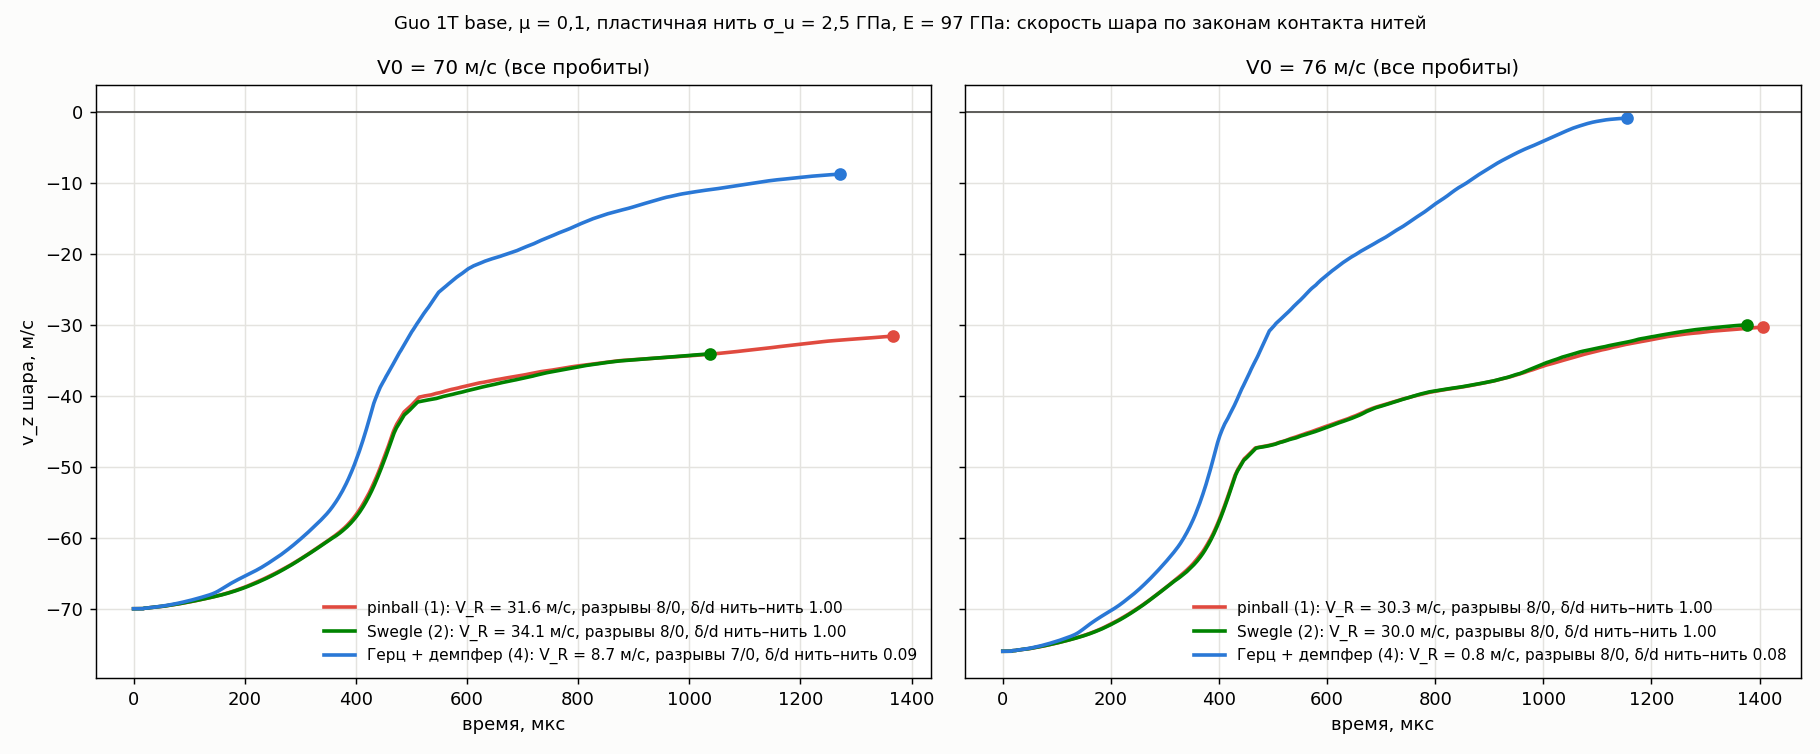 Guo 1T base, μ = 0,1, пластичная нить σ_u = 2,5 ГПа, E = 97 ГПа: скорость шара по законам контакта нитей
V0 = 70 м/с (все пробиты)
v_z шара, м/с
0
−10
−20
−30
−40
−50
−60
−70
pinball (1): V_R = 31.6 м/с, разрывы 8/0, δ/d нить–нить 1.00
Swegle (2): V_R = 34.1 м/с, разрывы 8/0, δ/d нить–нить 1.00
Герц + демпфер (4): V_R = 8.7 м/с, разрывы 7/0, δ/d нить–нить 0.09
0 200 400 600 800 1000 1200 1400
время, мкс
V0 = 76 м/с (все пробиты)
pinball (1): V_R = 30.3 м/с, разрывы 8/0, δ/d нить–нить 1.00
Swegle (2): V_R = 30.0 м/с, разрывы 8/0, δ/d нить–нить 1.00
Герц + демпфер (4): V_R = 0.8 м/с, разрывы 8/0, δ/d нить–нить 0.08
0 200 400 600 800 1000 1200 1400
время, мкс